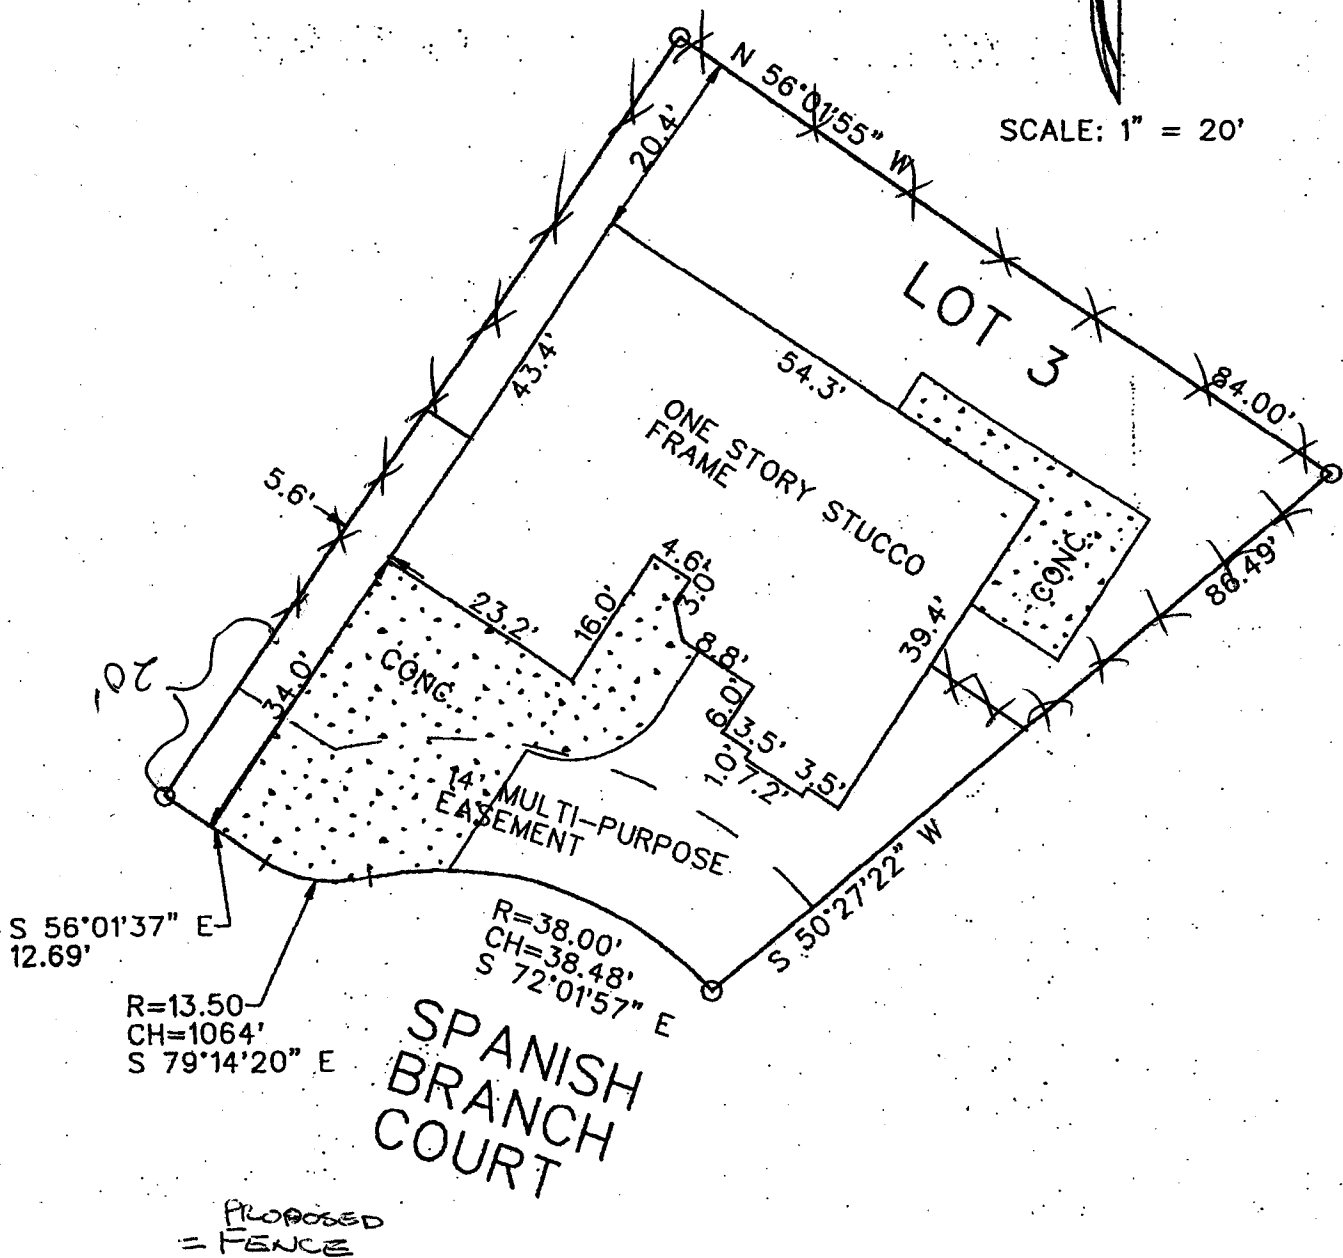 N 56°01'55" W
SCALE: 1" = 20'
20.4'
LOT 3
84.00'
43.4'
54.3'
ONE STORY STUCCO
FRAME
5.6'
CONC.
86.49'
4.6'
3.0'
16.0'
23.2'
39.4'
8.8'
CONC.
20'
34.0'
6.0'
3.5'
1.0'
7.2'
3.5'
14' MULTI-PURPOSE
EASEMENT
S 50°27'22" W
S 56°01'37" E
12.69'
R=38.00'
CH=38.48'
S 72°01'57" E
R=13.50
CH=1064'
S 79°14'20" E
SPANISH
BRANCH
COURT
PROPOSED
= FENCE